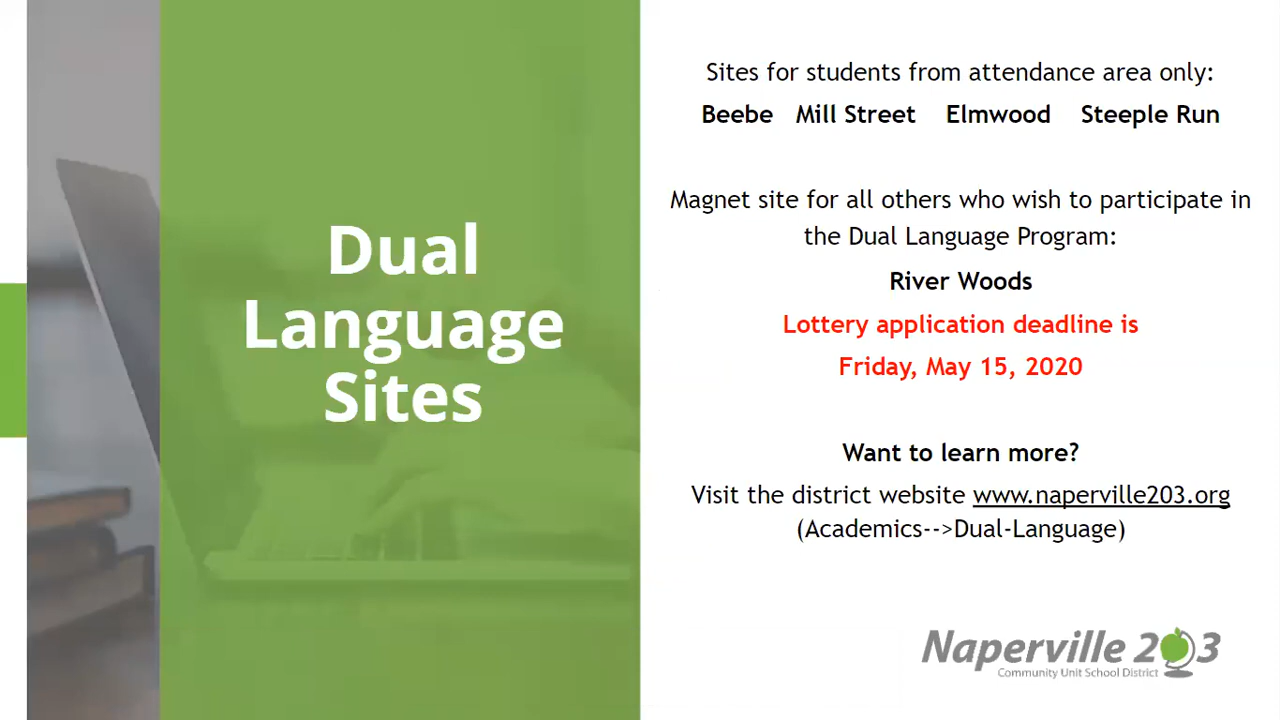 Dual
Language
Sites
Sites for students from attendance area only:
Beebe Mill Street Elmwood Steeple Run
Magnet site for all others who wish to participate in
the Dual Language Program:
River Woods
Lottery application deadline is
Friday, May 15, 2020
Want to learn more?
Visit the district website www.naperville203.org
(Academics-->Dual-Language)
Naperville 203
Community Unit School District